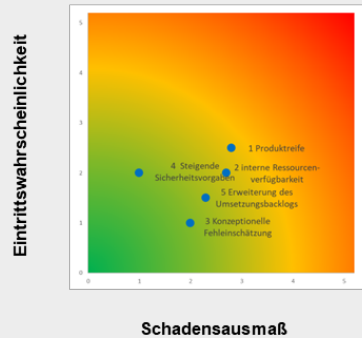 Eintrittswahrscheinlichkeit
5
4
3
2
1
0
1 Produktreife
4 Steigende
Sicherheitsvorgaben
2 interne Ressourcen-
verfügbarkeit
5 Erweiterung des
Umsetzungsbacklogs
3 Konzeptionelle
Fehleinschätzung
0 1 2 3 4 5
Schadensausmaß